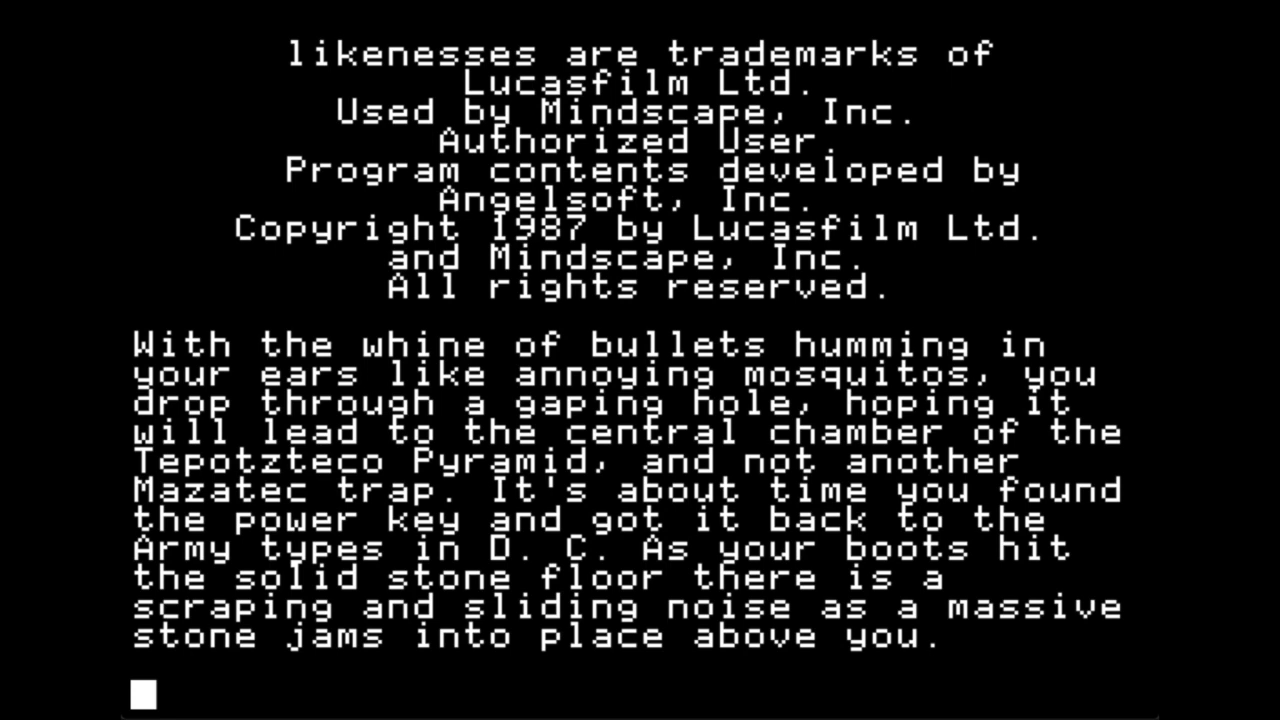 likenesses are trademarks of
Lucasfilm Ltd.
Used by Mindscape, Inc.
Authorized User.
Program contents developed by
Angelsoft, Inc.
Copyright 1987 by Lucasfilm Ltd.
and Mindscape, Inc.
All rights reserved.
With the whine of bullets humming in
your ears like annoying mosquitos, you
drop through a gaping hole, hoping it
will lead to the central chamber of the
Tepotzteco Pyramid, and not another
Mazatec trap. It's about time you found
the power key and got it back to the
Army types in D. C. As your boots hit
the solid stone floor there is a
scraping and sliding noise as a massive
stone jams into place above you.